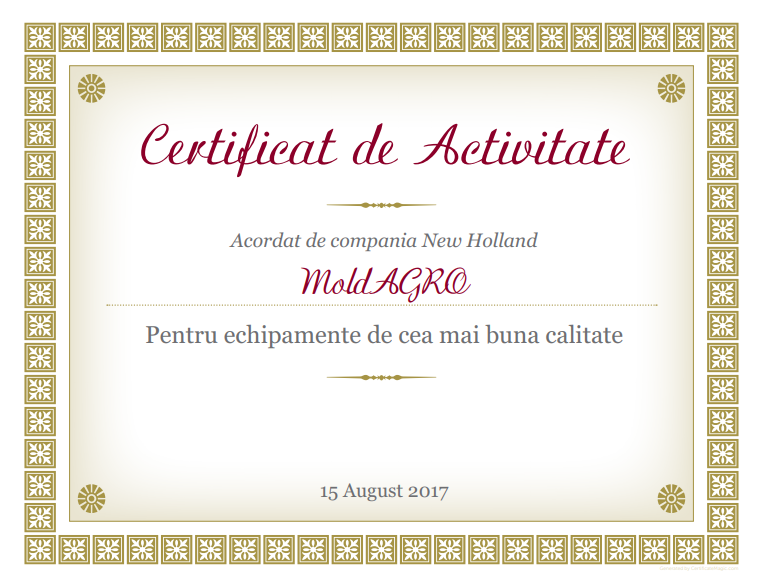 Certificat de Activitate
Acordat de compania New Holland
MoldAGRO
Pentru echipamente de cea mai buna calitate
15 August 2017